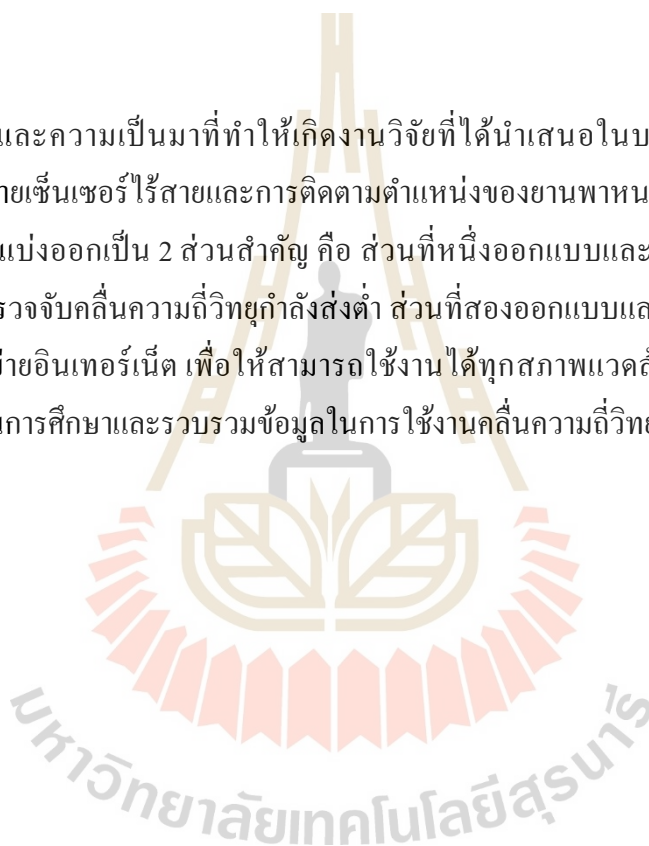 และความเป็นมาที่ทำให้เกิดงานวิจัยที่ได้นำเสนอในบ
ายเซ็นเซอร์ไร้สายและการติดตามตำแหน่งของยานพาหน
แบ่งออกเป็น 2 ส่วนสำคัญ คือ ส่วนที่หนึ่งออกแบบและ
รวจจับคลื่นความถี่วิทยุกำลังส่งต่ำ ส่วนที่สองออกแบบแล
ข่ายอินเทอร์เน็ต เพื่อให้สามารถใช้งานได้ทุกสภาพแวดล้
นการศึกษาและรวบรวมข้อมูลในการใช้งานคลื่นความถี่วิทย
มหาวิทยาลัยเทคโนโลยีสุรนารี